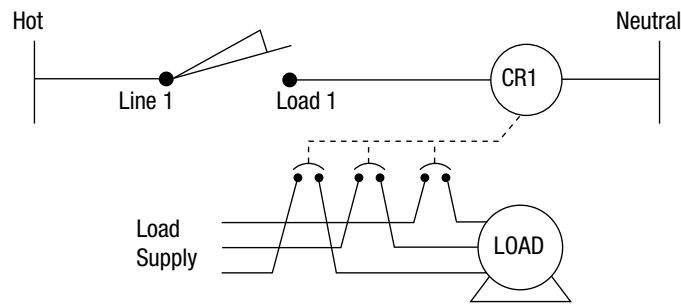 Hot
Neutral
Line 1
Load 1
CR1
Load
Supply
LOAD